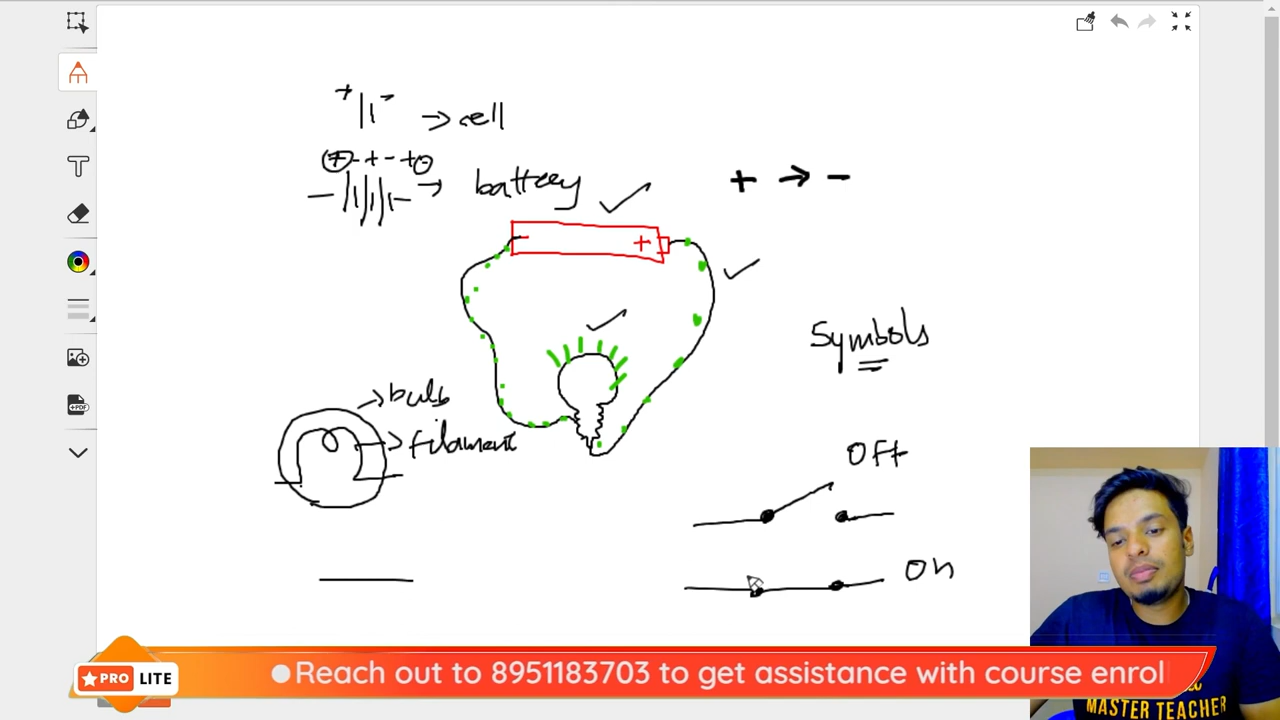 + -
→ cell
+ - + - + -
→ battery
+ → -
- +
Symbols
→ bulb
→ filament
Off
On
T
+PDF
PRO LITE
Reach out to 8951183703 to get assistance with course enrol
MASTER TEACHER